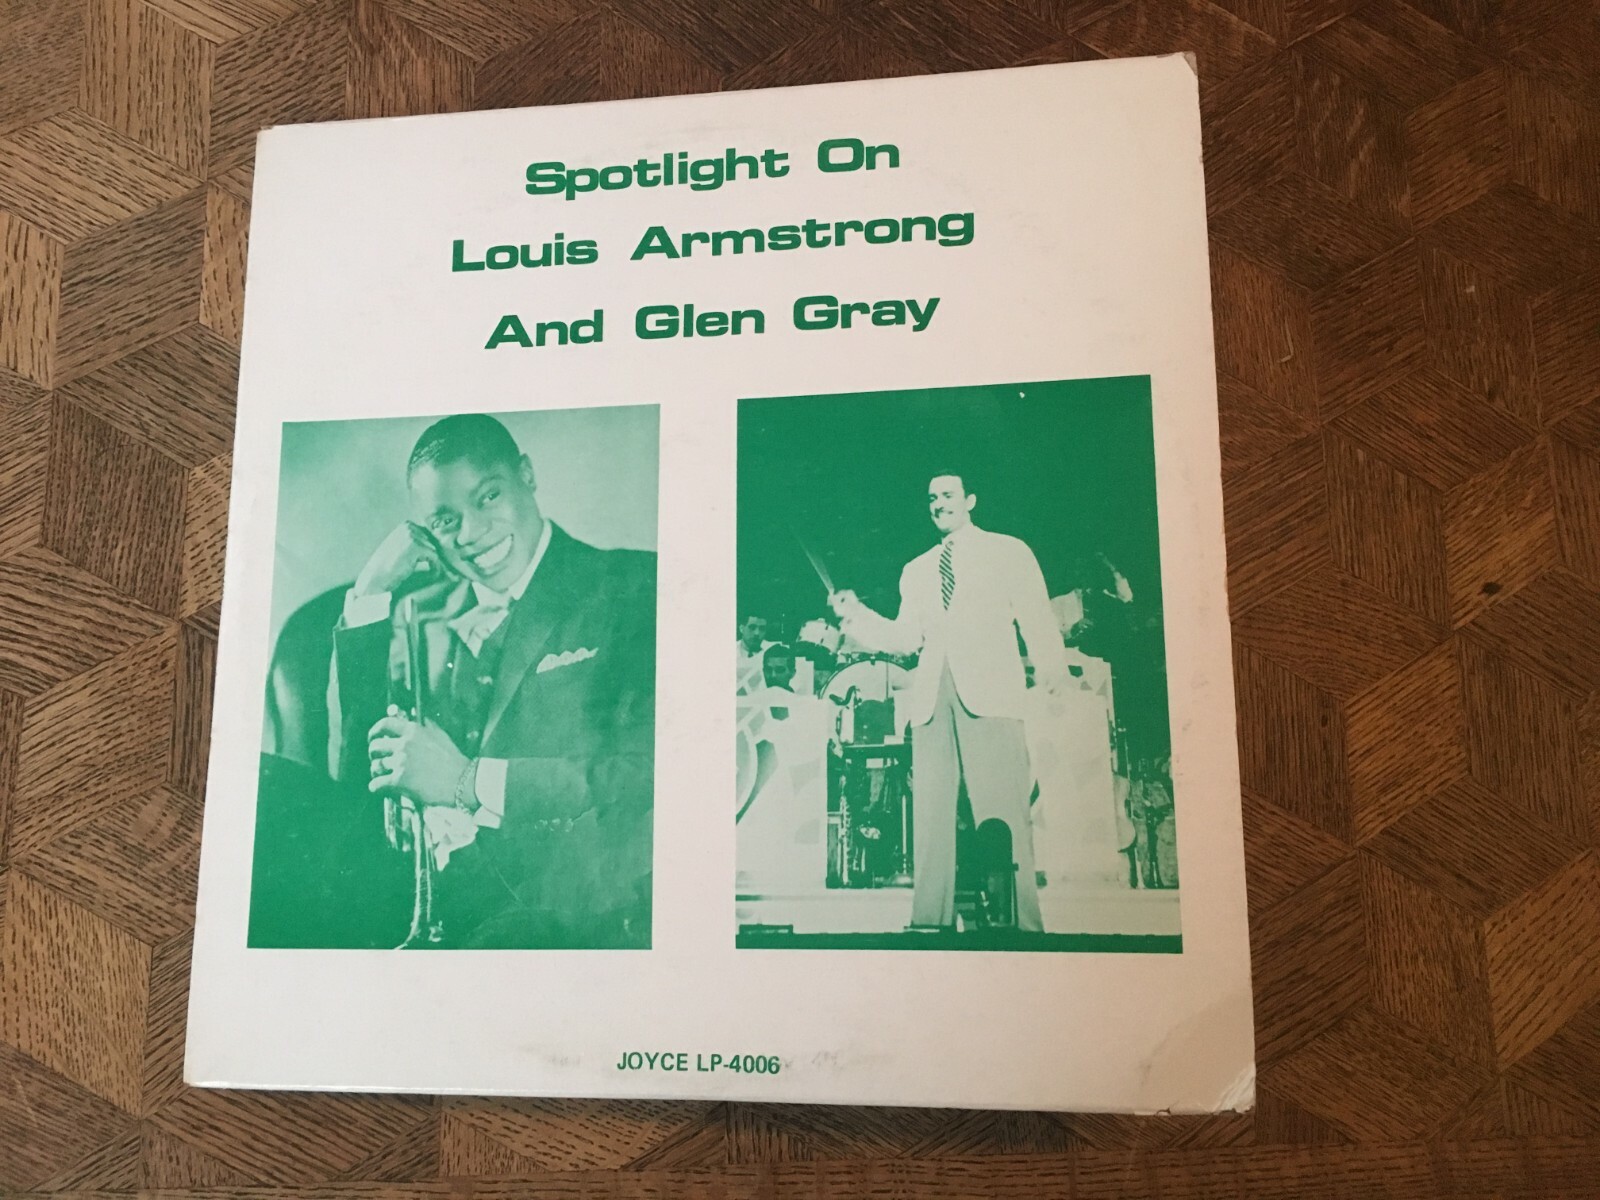 Spotlight On
Louis Armstrong
And Glen Gray
JOYCE LP-4006